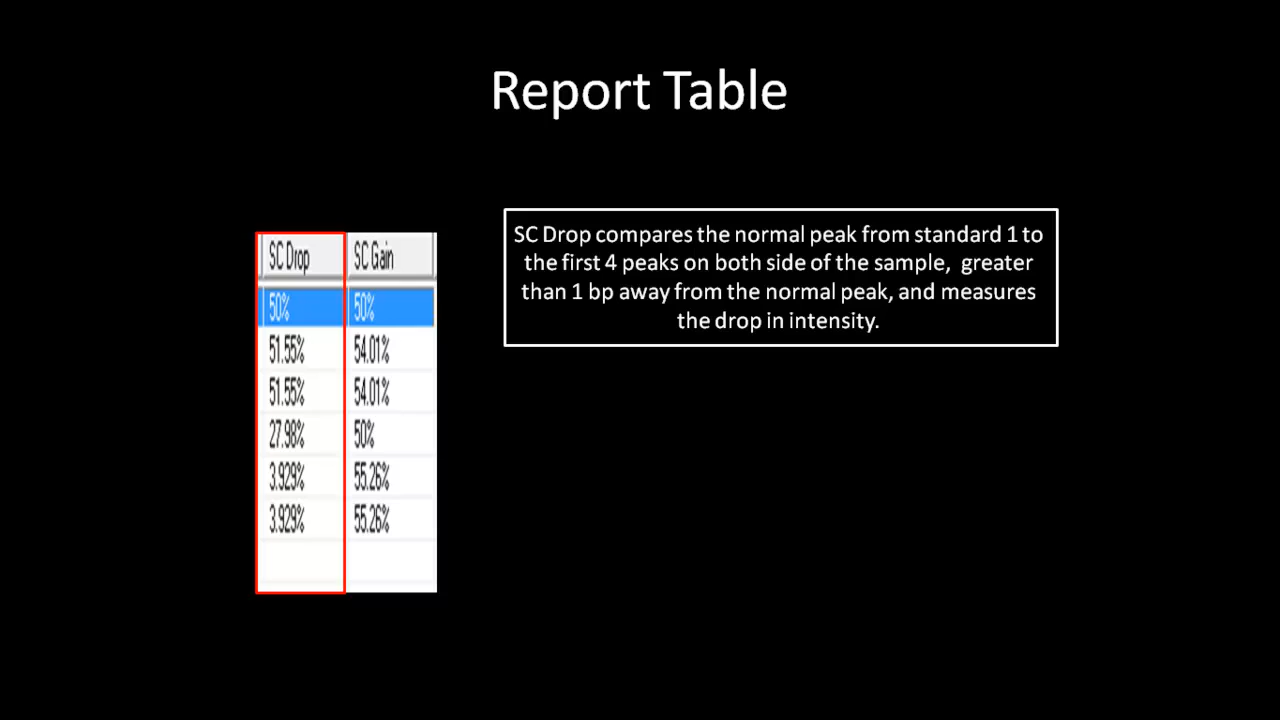 Report Table
SC Drop SC Gain
50% 50%
51.55% 54.01%
51.55% 54.01%
27.98% 50%
3.929% 55.26%
3.929% 55.26%
SC Drop compares the normal peak from standard 1 to
the first 4 peaks on both side of the sample, greater
than 1 bp away from the normal peak, and measures
the drop in intensity.